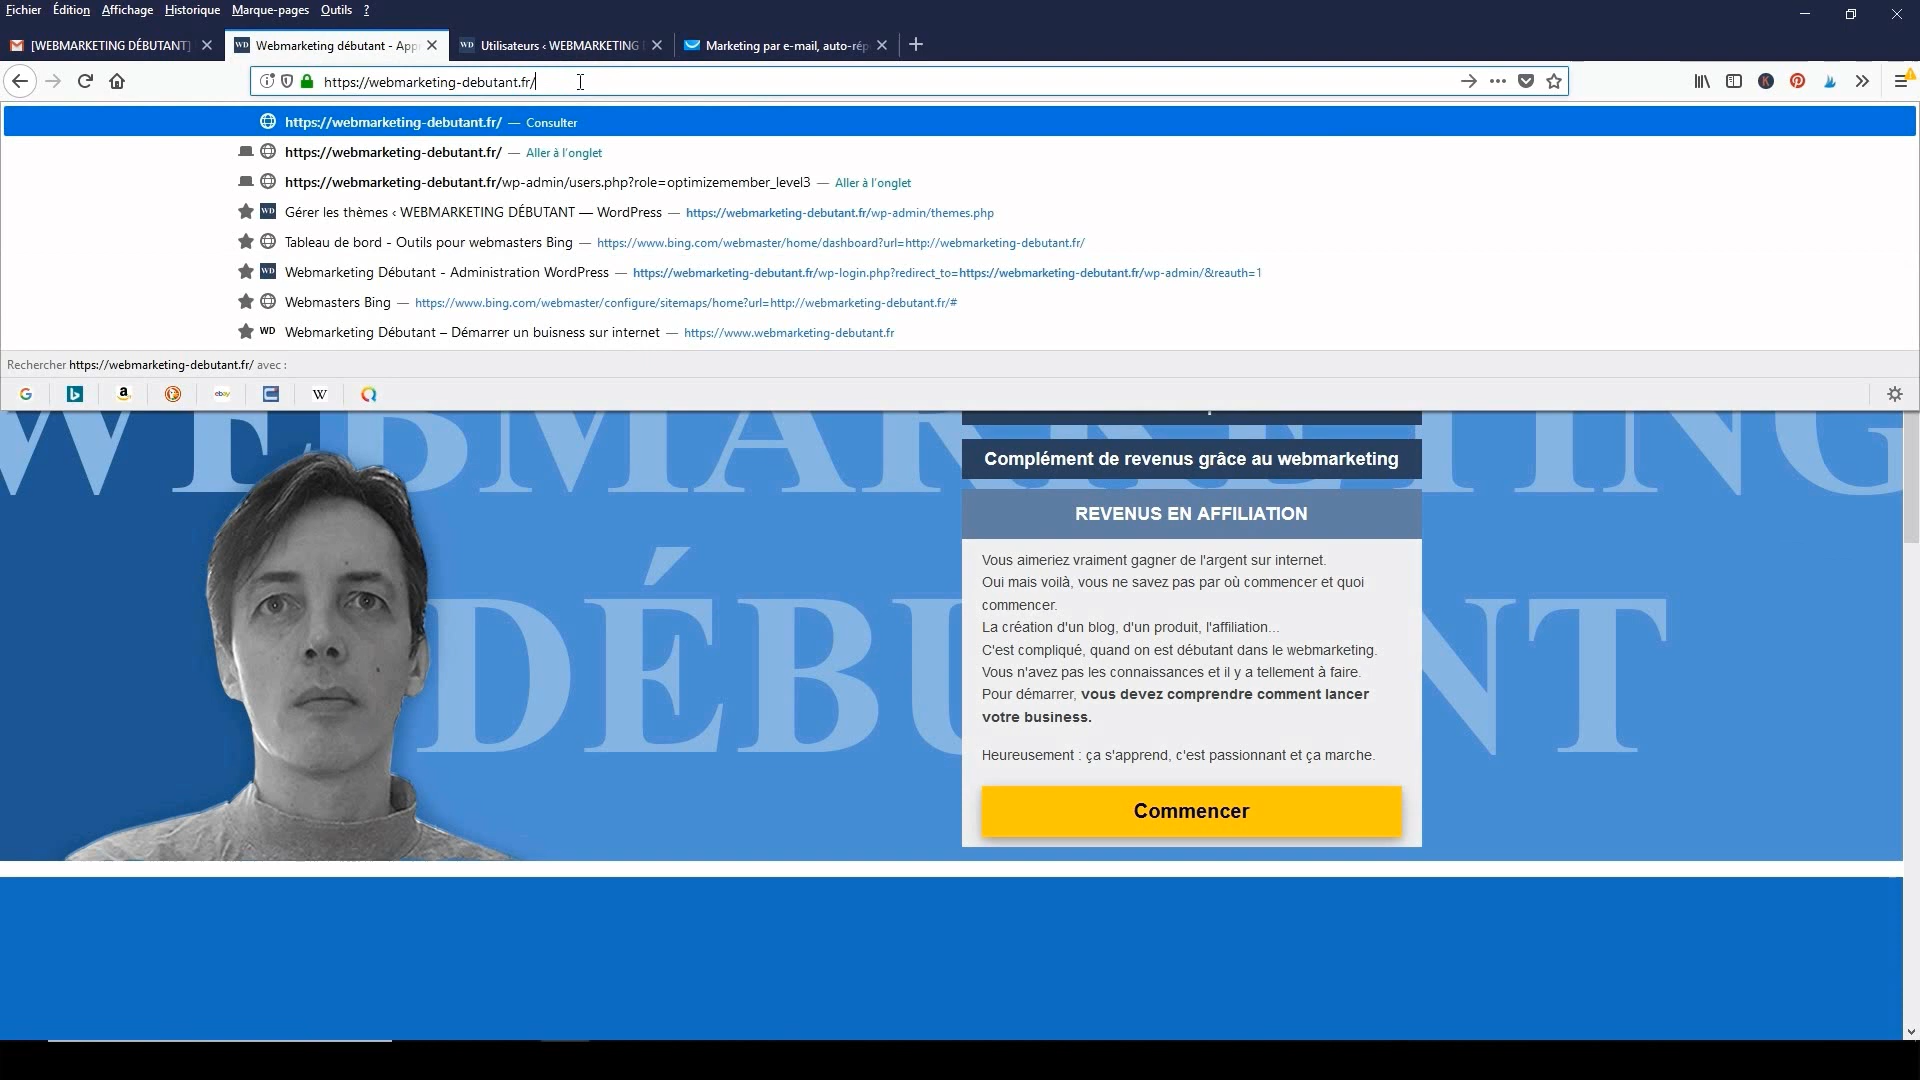 Fichier Édition Affichage Historique Marque-pages Outils ?
[WEBMARKETING DÉBUTANT]
WD Webmarketing débutant - Appr
WD Utilisateurs ‹ WEBMARKETING
Marketing par e-mail, auto-rép
https://webmarketing-debutant.fr/
https://webmarketing-debutant.fr/ — Consulter
https://webmarketing-debutant.fr/ — Aller à l'onglet
https://webmarketing-debutant.fr/wp-admin/users.php?role=optimizemember_level3 — Aller à l'onglet
WD Gérer les thèmes ‹ WEBMARKETING DÉBUTANT — WordPress — https://webmarketing-debutant.fr/wp-admin/themes.php
Tableau de bord - Outils pour webmasters Bing — https://www.bing.com/webmaster/home/dashboard?url=http://webmarketing-debutant.fr/
WD Webmarketing Débutant - Administration WordPress — https://webmarketing-debutant.fr/wp-login.php?redirect_to=https://webmarketing-debutant.fr/wp-admin/&reauth=1
Webmasters Bing — https://www.bing.com/webmaster/configure/sitemaps/home?url=http://webmarketing-debutant.fr/#
WD Webmarketing Débutant – Démarrer un buisness sur internet — https://www.webmarketing-debutant.fr
Rechercher https://webmarketing-debutant.fr/ avec :
G b a ebay C W
WEBMARKETING
DÉBUTANT
Complément de revenus grâce au webmarketing
REVENUS EN AFFILIATION
Vous aimeriez vraiment gagner de l'argent sur internet.
Oui mais voilà, vous ne savez pas par où commencer et quoi
commencer.
La création d'un blog, d'un produit, l'affiliation...
C'est compliqué, quand on est débutant dans le webmarketing.
Vous n'avez pas les connaissances et il y a tellement à faire.
Pour démarrer, vous devez comprendre comment lancer
votre business.
Heureusement : ça s'apprend, c'est passionnant et ça marche.
Commencer